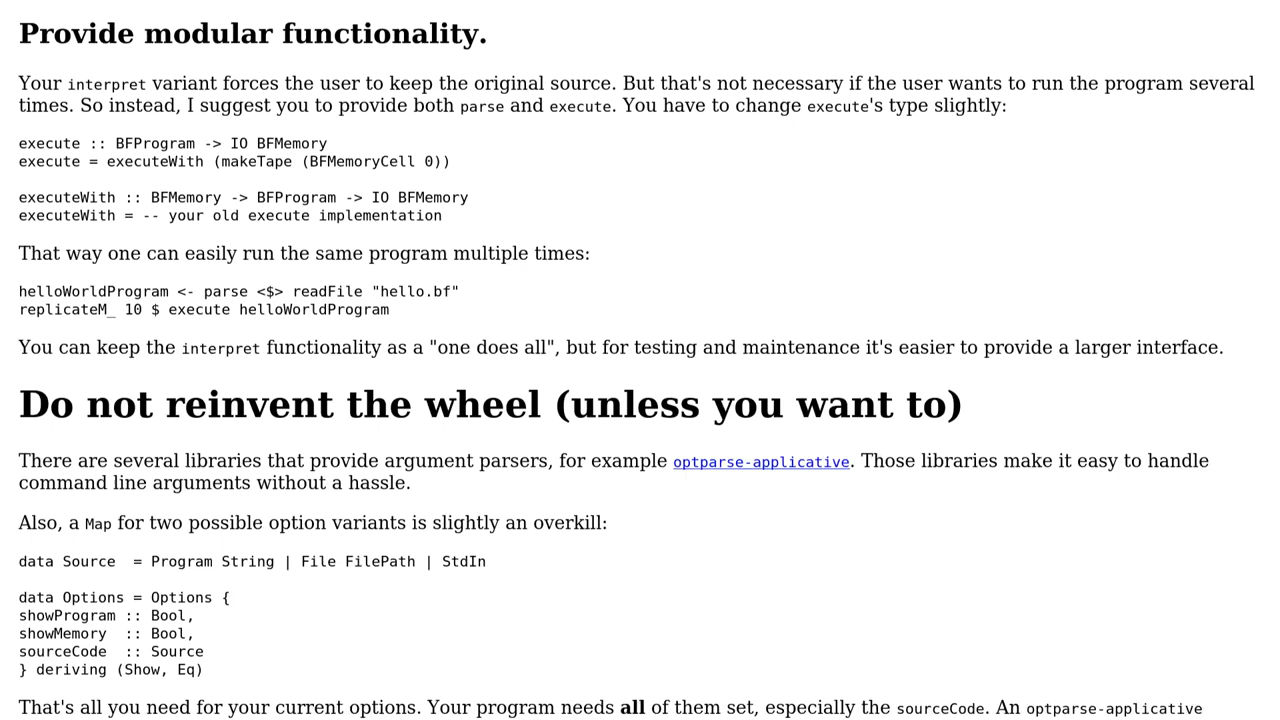 Provide modular functionality.
Your interpret variant forces the user to keep the original source. But that's not necessary if the user wants to run the program several
times. So instead, I suggest you to provide both parse and execute. You have to change execute's type slightly:
execute :: BFProgram -> IO BFMemory
execute = executeWith (makeTape (BFMemoryCell 0))
executeWith :: BFMemory -> BFProgram -> IO BFMemory
executeWith = -- your old execute implementation
That way one can easily run the same program multiple times:
helloWorldProgram <- parse <$> readFile "hello.bf"
replicateM_ 10 $ execute helloWorldProgram
You can keep the interpret functionality as a "one does all", but for testing and maintenance it's easier to provide a larger interface.
Do not reinvent the wheel (unless you want to)
There are several libraries that provide argument parsers, for example optparse-applicative. Those libraries make it easy to handle
command line arguments without a hassle.
Also, a Map for two possible option variants is slightly an overkill:
data Source  = Program String | File FilePath | StdIn
data Options = Options {
showProgram :: Bool,
showMemory  :: Bool,
sourceCode  :: Source
} deriving (Show, Eq)
That's all you need for your current options. Your program needs all of them set, especially the sourceCode. An optparse-applicative